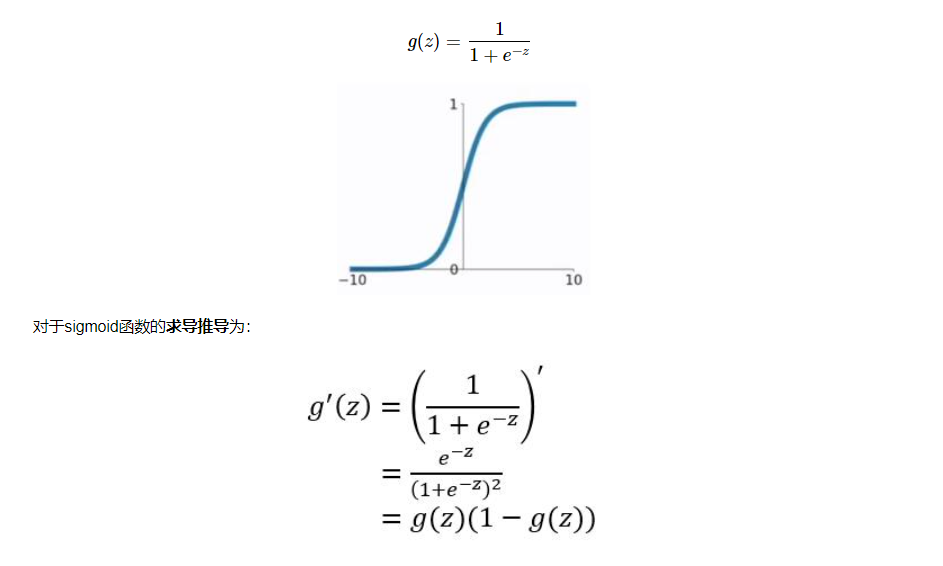 g(z) = 1 / (1 + e^{-z})
1
0
−10 10
对于sigmoid函数的求导推导为：
g′(z) = (1 / (1 + e^{−z}))′
= e^{−z} / (1+e^{−z})^2
= g(z)(1 − g(z))